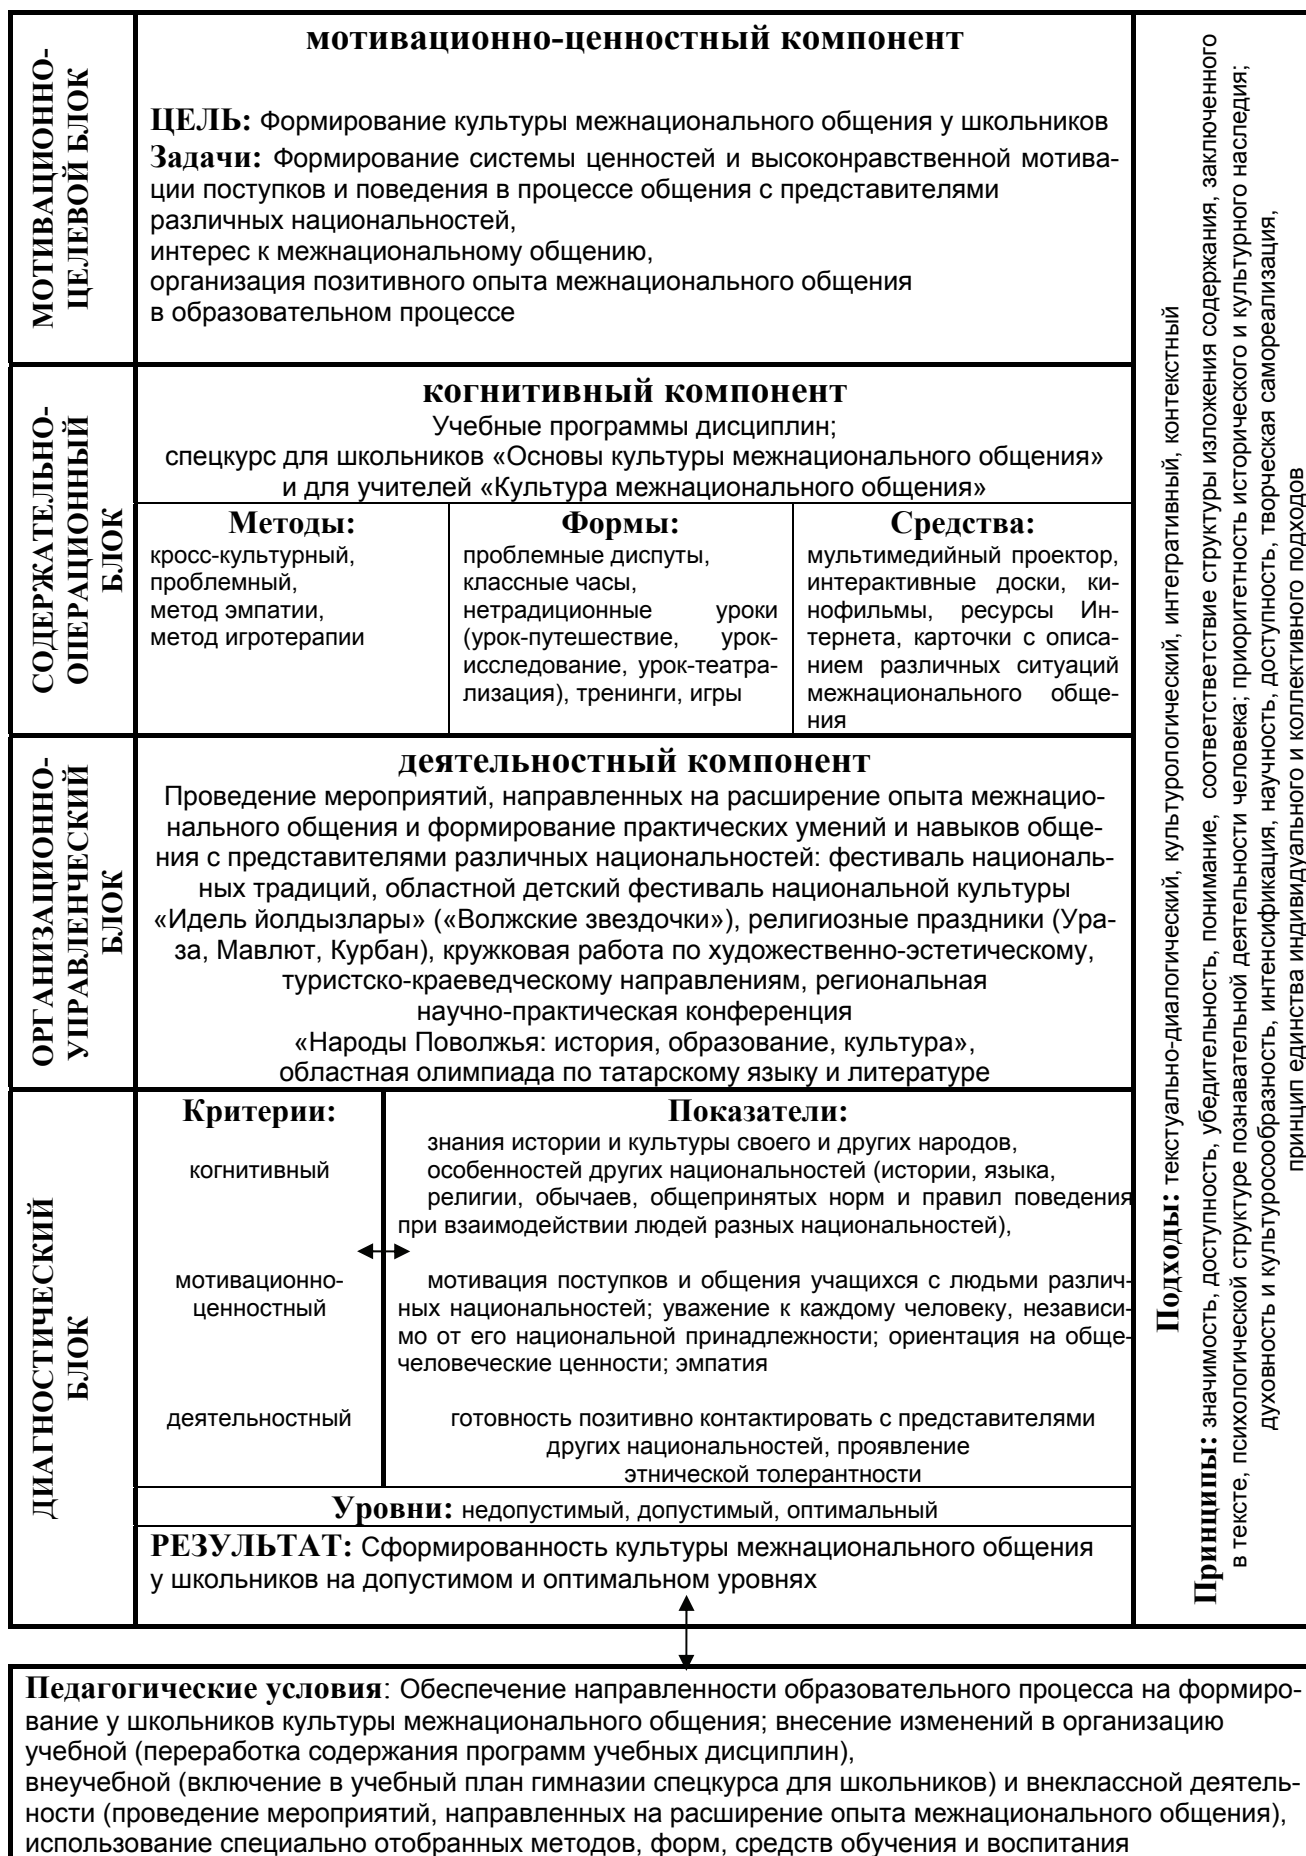 МОТИВАЦИОННО-
ЦЕЛЕВОЙ БЛОК
мотивационно-ценностный компонент
ЦЕЛЬ: Формирование культуры межнационального общения у школьников
Задачи: Формирование системы ценностей и высоконравственной мотива-
ции поступков и поведения в процессе общения с представителями
различных национальностей,
интерес к межнациональному общению,
организация позитивного опыта межнационального общения
в образовательном процессе
СОДЕРЖАТЕЛЬНО-
ОПЕРАЦИОННЫЙ
БЛОК
когнитивный компонент
Учебные программы дисциплин;
спецкурс для школьников «Основы культуры межнационального общения»
и для учителей «Культура межнационального общения»
Методы:
кросс-культурный,
проблемный,
метод эмпатии,
метод игротерапии
Формы:
проблемные диспуты,
классные часы,
нетрадиционные уроки
(урок-путешествие, урок-
исследование, урок-театра-
лизация), тренинги, игры
Средства:
мультимедийный проектор,
интерактивные доски, ки-
нофильмы, ресурсы Ин-
тернета, карточки с описа-
нием различных ситуаций
межнационального обще-
ния
ОРГАНИЗАЦИОННО-
УПРАВЛЕНЧЕСКИЙ
БЛОК
деятельностный компонент
Проведение мероприятий, направленных на расширение опыта межнацио-
нального общения и формирование практических умений и навыков обще-
ния с представителями различных национальностей: фестиваль националь-
ных традиций, областной детский фестиваль национальной культуры
«Идель йолдызлары» («Волжские звездочки»), религиозные праздники (Ура-
за, Мавлют, Курбан), кружковая работа по художественно-эстетическому,
туристско-краеведческому направлениям, региональная
научно-практическая конференция
«Народы Поволжья: история, образование, культура»,
областная олимпиада по татарскому языку и литературе
ДИАГНОСТИЧЕСКИЙ
БЛОК
Критерии:
когнитивный
мотивационно-
ценностный
деятельностный
Показатели:
знания истории и культуры своего и других народов,
особенностей других национальностей (истории, языка,
религии, обычаев, общепринятых норм и правил поведения
при взаимодействии людей разных национальностей),
мотивация поступков и общения учащихся с людьми различ-
ных национальностей; уважение к каждому человеку, независи-
мо от его национальной принадлежности; ориентация на обще-
человеческие ценности; эмпатия
готовность позитивно контактировать с представителями
других национальностей, проявление
этнической толерантности
Уровни: недопустимый, допустимый, оптимальный
РЕЗУЛЬТАТ: Сформированность культуры межнационального общения
у школьников на допустимом и оптимальном уровнях
Подходы: текстуально-диалогический, культурологический, интегративный, контекстный
Принципы: значимость, доступность, убедительность, понимание, соответствие структуры изложения содержания, заключенного
в тексте, психологической структуре познавательной деятельности человека; приоритетность исторического и культурного наследия;
духовность и культуросообразность, интенсификация, научность, доступность, творческая самореализация,
принцип единства индивидуального и коллективного подходов
Педагогические условия: Обеспечение направленности образовательного процесса на формиро-
вание у школьников культуры межнационального общения; внесение изменений в организацию
учебной (переработка содержания программ учебных дисциплин),
внеучебной (включение в учебный план гимназии спецкурса для школьников) и внеклассной деятель-
ности (проведение мероприятий, направленных на расширение опыта межнационального общения),
использование специально отобранных методов, форм, средств обучения и воспитания